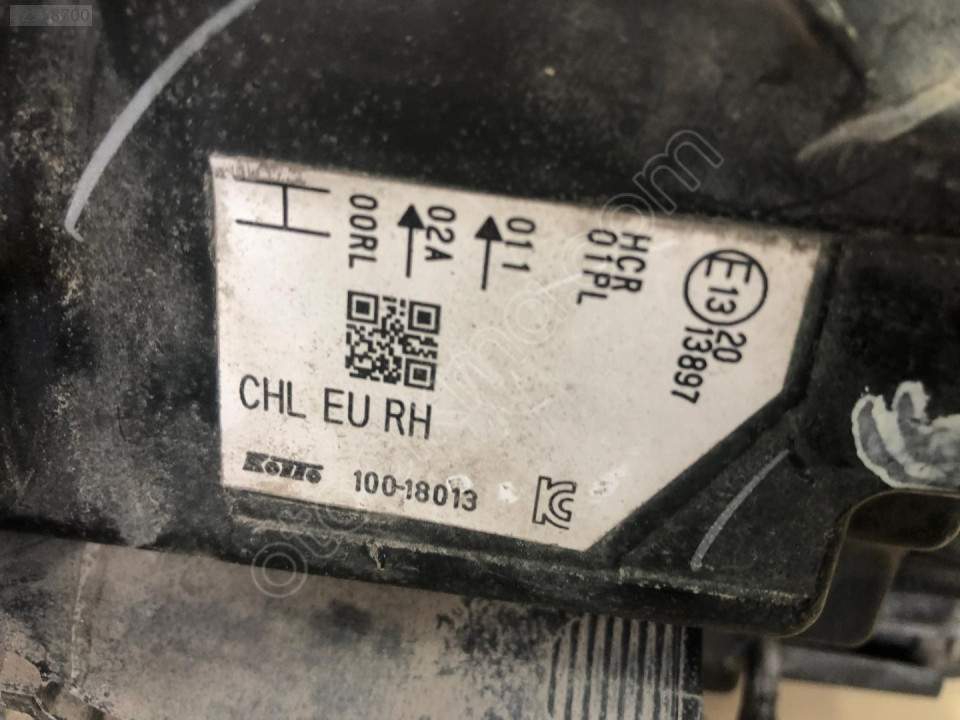 00RL
02A
011
HCR
01PL
E13
20
13897
CHL EU RH
KOITO 100-18013